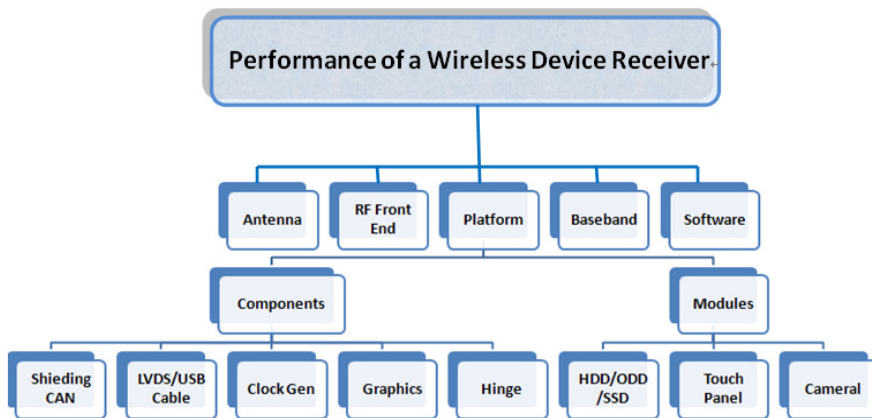 Performance of a Wireless Device Receiver
Antenna
RF Front
End
Platform
Baseband
Software
Components
Modules
Shieding
CAN
LVDS/USB
Cable
Clock Gen
Graphics
Hinge
HDD/ODD
/SSD
Touch
Panel
Cameral